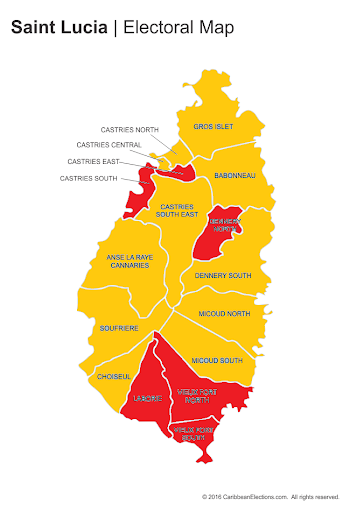 Saint Lucia | Electoral Map
GROS ISLET
CASTRIES NORTH
CASTRIES CENTRAL
CASTRIES EAST
CASTRIES SOUTH
BABONNEAU
CASTRIES
SOUTH EAST
DENNERY
NORTH
ANSE LA RAYE
CANNARIES
DENNERY SOUTH
MICOUD NORTH
SOUFRIERE
MICOUD SOUTH
CHOISEUL
LABORIE
VIEUX FORT
NORTH
VIEUX FORT
SOUTH
© 2016 CaribbeanElections.com. All rights reserved.